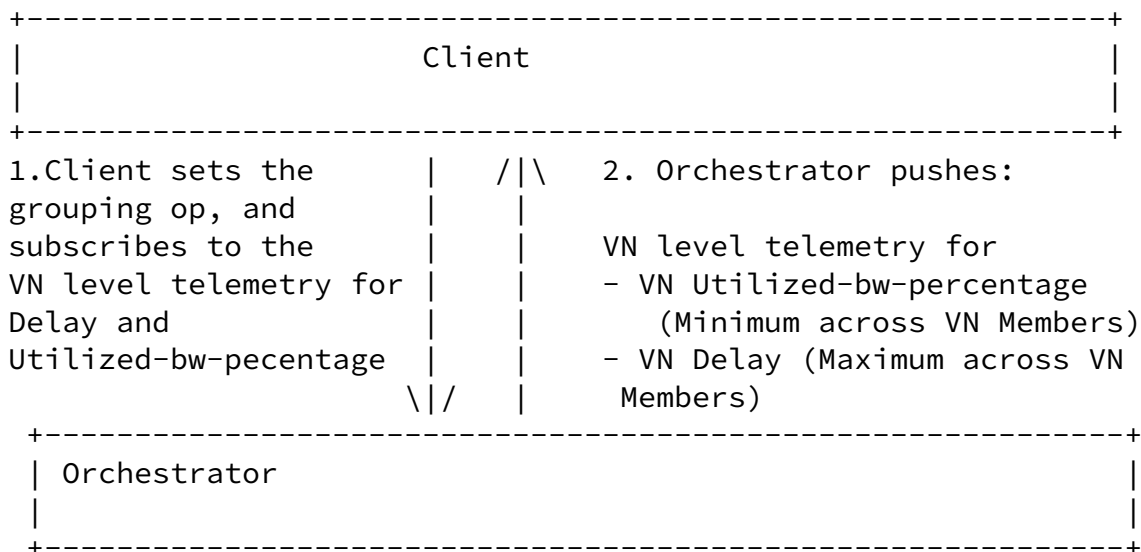 +------------------------------------------------------------+
|                      Client                                |
|                                                            |
+------------------------------------------------------------+
1.Client sets the      |   /|\   2. Orchestrator pushes:
grouping op, and       |    |
subscribes to the      |    |    VN level telemetry for
VN level telemetry for |    |    - VN Utilized-bw-percentage
Delay and              |    |       (Minimum across VN Members)
Utilized-bw-pecentage  |    |    - VN Delay (Maximum across VN
                      \|/   |     Members)
 +------------------------------------------------------------+
 | Orchestrator                                               |
 |                                                            |
 +------------------------------------------------------------+